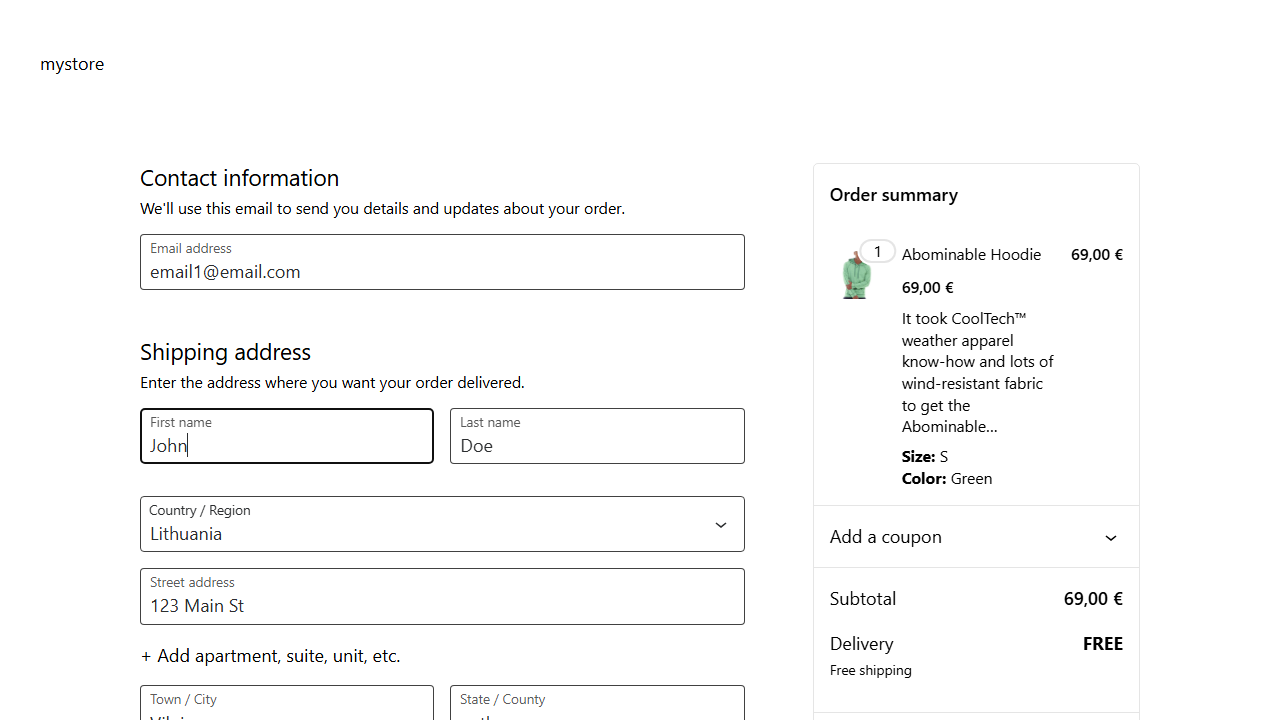 mystore
Contact information
We'll use this email to send you details and updates about your order.
Email address
email1@email.com
Shipping address
Enter the address where you want your order delivered.
First name
John
Last name
Doe
Country / Region
Lithuania
Street address
123 Main St
+ Add apartment, suite, unit, etc.
Town / City
State / County
Order summary
1
Abominable Hoodie
69,00 €
69,00 €
It took CoolTech™
weather apparel
know-how and lots of
wind-resistant fabric
to get the
Abominable...
Size: S
Color: Green
Add a coupon
Subtotal
69,00 €
Delivery
FREE
Free shipping